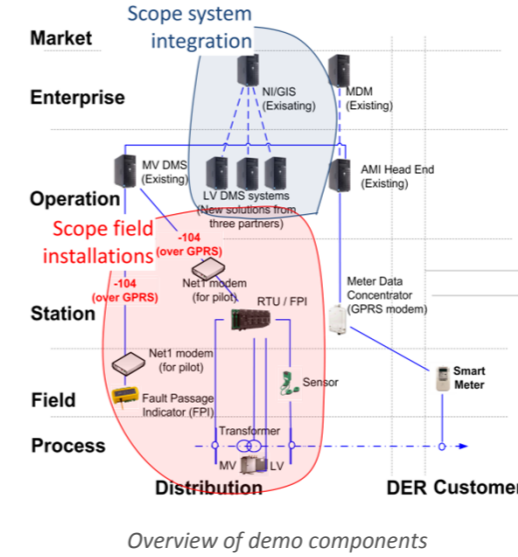 Scope system
integration
Market
Enterprise
NI/GIS
(Exisating)
MDM
(Existing)
MV DMS
(Existing)
LV DMS systems
(New solutions from
three partners)
AMI Head End
(Existing)
Operation
Scope field
installations
-104
(over GPRS)
-104
(over GPRS)
Net1 modem
(for pilot)
RTU / FPI
Meter Data
Concentrator
(GPRS modem)
Station
Net1 modem
(for pilot)
Sensor
Smart
Meter
Field
Fault Passage
Indicator (FPI)
Process
Transformer
MV
LV
Distribution
DER
Customer
Overview of demo components